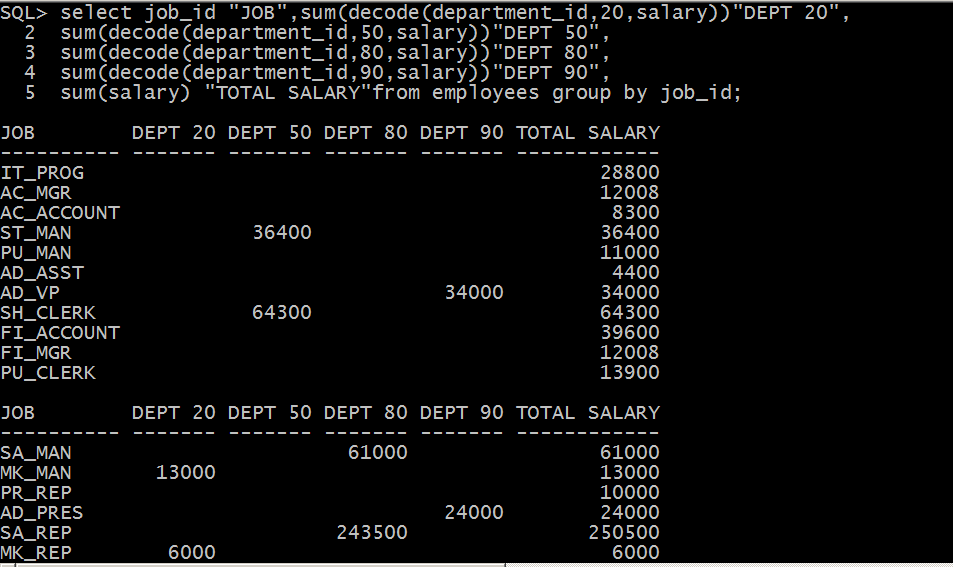 SQL> select job_id "JOB",sum(decode(department_id,20,salary))"DEPT 20",
2 sum(decode(department_id,50,salary))"DEPT 50",
3 sum(decode(department_id,80,salary))"DEPT 80",
4 sum(decode(department_id,90,salary))"DEPT 90",
5 sum(salary) "TOTAL SALARY"from employees group by job_id;
JOB DEPT 20 DEPT 50 DEPT 80 DEPT 90 TOTAL SALARY
---------- ------- ------- ------- ------- ------------
IT_PROG 28800
AC_MGR 12008
AC_ACCOUNT 8300
ST_MAN 36400 36400
PU_MAN 11000
AD_ASST 4400
AD_VP 34000 34000
SH_CLERK 64300 64300
FI_ACCOUNT 39600
FI_MGR 12008
PU_CLERK 13900
JOB DEPT 20 DEPT 50 DEPT 80 DEPT 90 TOTAL SALARY
---------- ------- ------- ------- ------- ------------
SA_MAN 61000 61000
MK_MAN 13000 13000
PR_REP 10000
AD_PRES 24000 24000
SA_REP 243500 250500
MK_REP 6000 6000